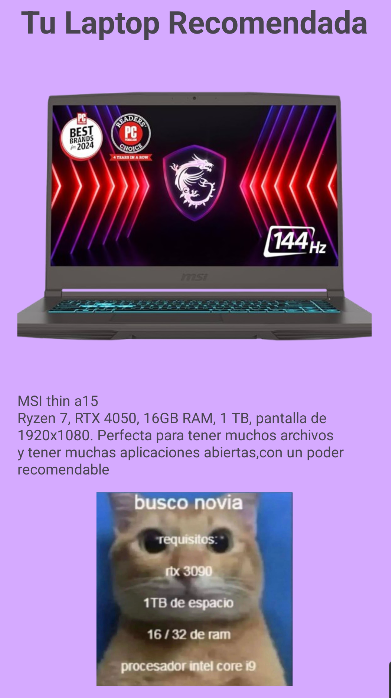 Tu Laptop Recomendada
PC
BEST
BRANDS
for 2024
READERS'
PC
CHOICE
4 YEARS IN A ROW
144Hz
msi
MSI thin a15
Ryzen 7, RTX 4050, 16GB RAM, 1 TB, pantalla de
1920x1080. Perfecta para tener muchos archivos
y tener muchas aplicaciones abiertas,con un poder
recomendable
busco novia
requisitos:
rtx 3090
1TB de espacio
16 / 32 de ram
procesador intel core i9